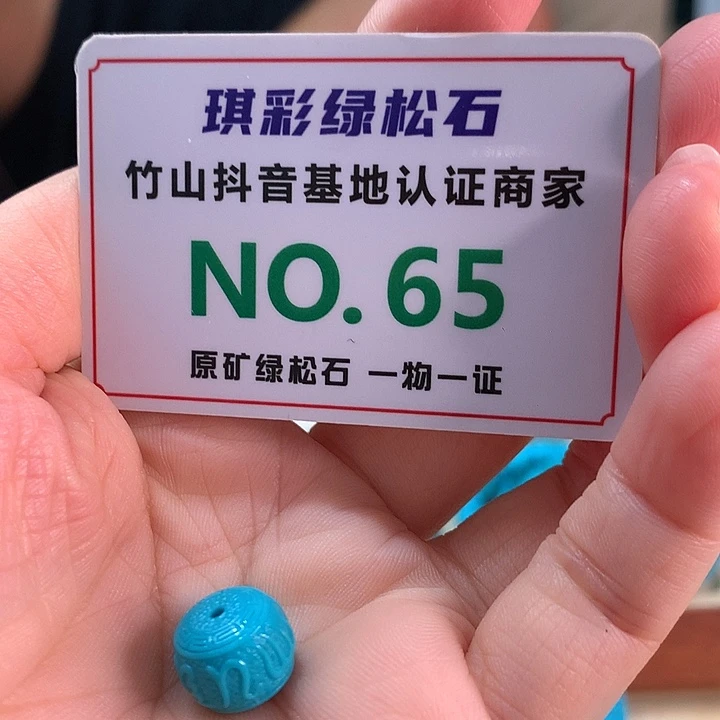 琪彩绿松石
竹山抖音基地认证商家
NO. 65
原矿绿松石 一物一证